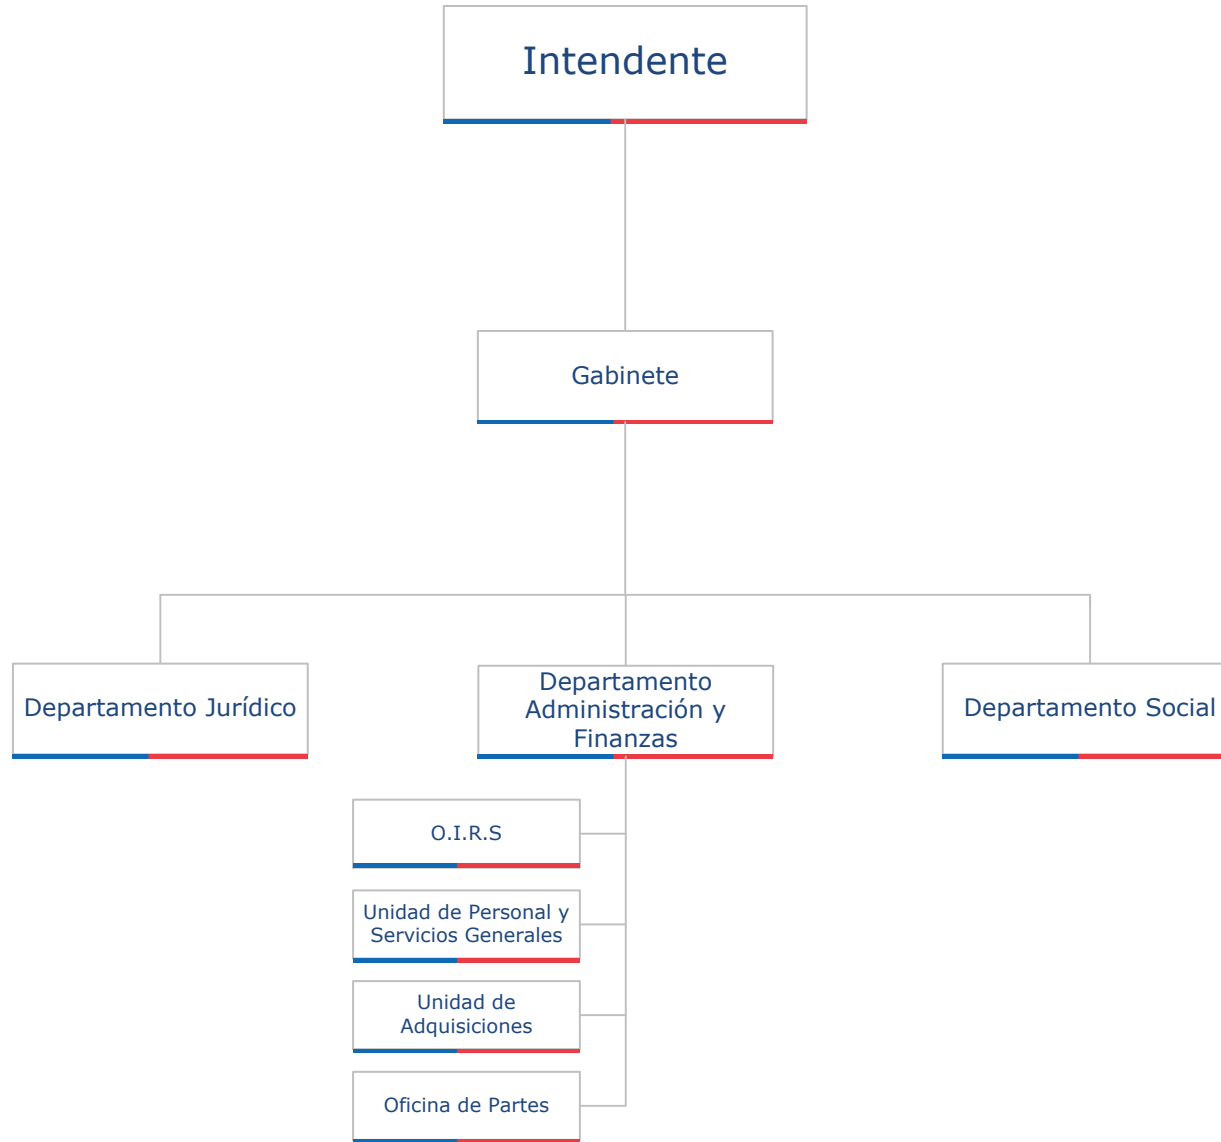 Intendente
Gabinete
Departamento Jurídico
Departamento
Administración y
Finanzas
Departamento Social
O.I.R.S
Unidad de Personal y
Servicios Generales
Unidad de
Adquisiciones
Oficina de Partes